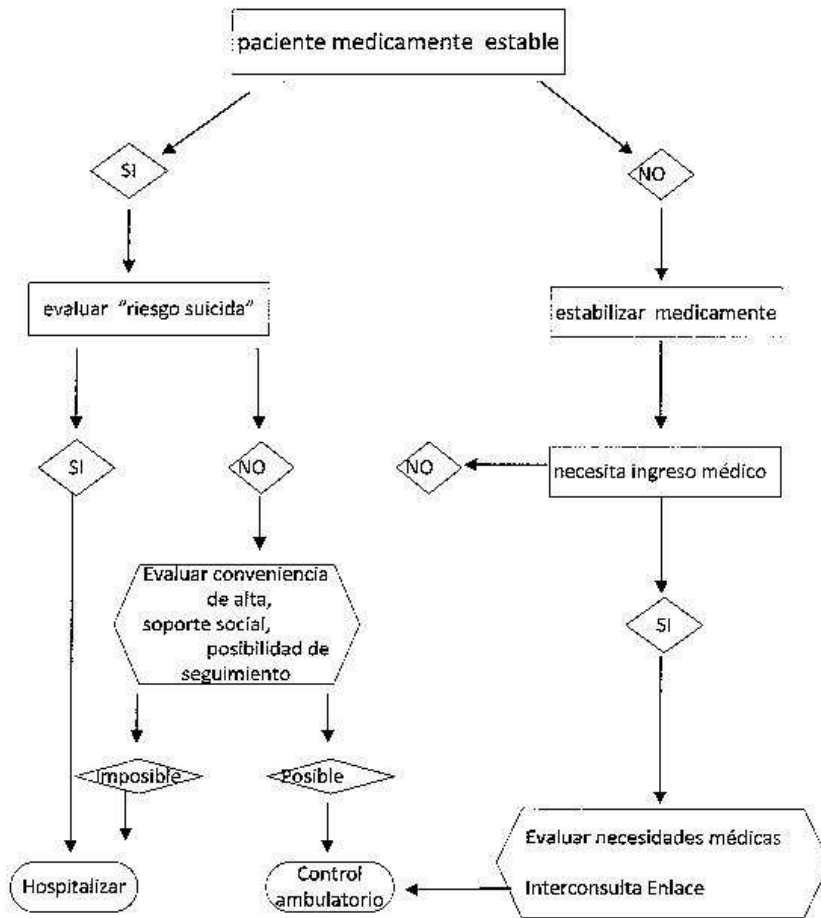 paciente medicamente estable
SI
NO
evaluar "riesgo suicida"
estabilizar medicamente
SI
NO
NO
necesita ingreso médico
Evaluar conveniencia
de alta,
soporte social,
posibilidad de
seguimiento
SI
Imposible
Posible
Evaluar necesidades médicas
Interconsulta Enlace
Hospitalizar
Control
ambulatorio